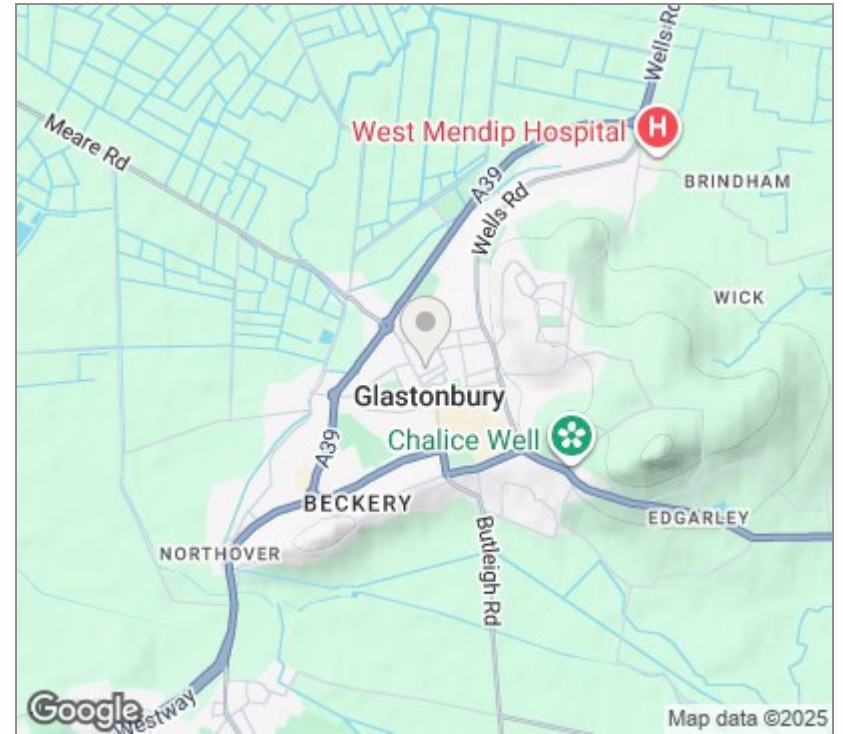 Wells Rd
Meare Rd
West Mendip Hospital
H
A39
BRINDHAM
Wells Rd
WICK
Glastonbury
Chalice Well
A39
BECKERY
EDGARLEY
NORTHOVER
Butleigh Rd
Westway
Google
Map data ©2025